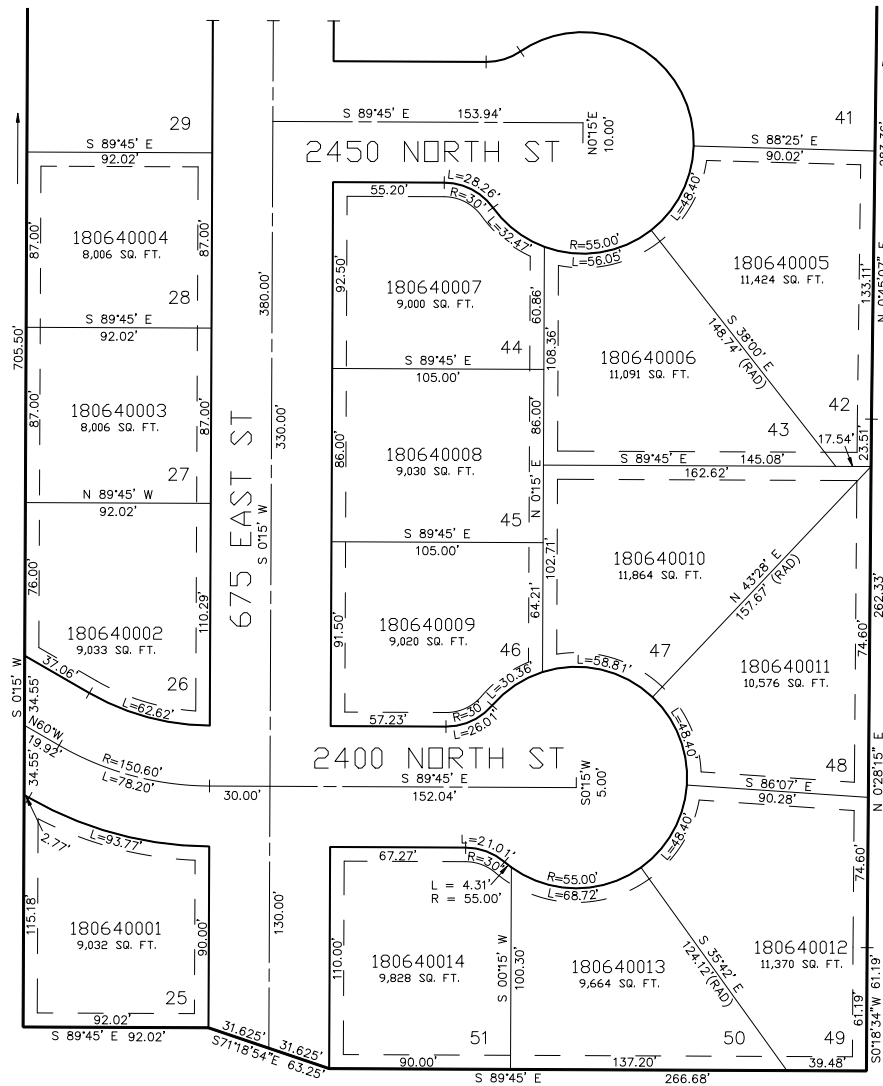 41
29
S 89°45' E 153.94'
N0°15'E
10.00'
S 89°45' E
92.02'
2450 NORTH ST
S 88°25' E
90.02'
L=28.26'
R=30'
L=32.47'
55.20'
L=48.40'
R=55.00'
L=56.05'
180640004
8,006 SQ. FT.
87.00'
87.00'
28
180640007
9,000 SQ. FT.
92.50'
60.86'
44
180640005
11,424 SQ. FT.
133.11'
N 0°45'07" E
42
23.51'
380.00'
S 38°00' E
148.74' (RAD)
180640006
11,091 SQ. FT.
108.36'
43
17.54'
S 89°45' E
92.02'
705.50'
S 89°45' E
105.00'
180640003
8,006 SQ. FT.
87.00'
87.00'
27
330.00'
675 EAST ST
S 0°15' W
180640008
9,030 SQ. FT.
86.00'
86.00'
N 0°15' E
45
S 89°45' E 145.08'
162.62'
N 89°45' W
92.02'
S 89°45' E
105.00'
180640010
11,864 SQ. FT.
102.71'
47
N 43°28' E
157.67' (RAD)
262.33'
76.00'
110.29'
180640002
9,033 SQ. FT.
26
37.06'
L=62.62'
180640009
9,020 SQ. FT.
91.50'
64.21'
46
L=58.81'
L=30.36'
R=30'
L=26.01'
57.23'
180640011
10,576 SQ. FT.
74.60'
48
L=48.40'
S 0°15' W
34.55'
34.55'
N60°W
19.92'
R=150.60'
L=78.20'
30.00'
2400 NORTH ST
S 89°45' E
152.04'
S0°15'W
5.00'
S 86°07' E
90.28'
N 0°28'15" E
2.77'
L=93.77'
L=21.01'
R=30'
67.27'
L = 4.31'
R = 55.00'
R=55.00'
L=68.72'
L=48.40'
74.60'
115.18'
180640001
9,032 SQ. FT.
90.00'
25
130.00'
110.00'
180640014
9,828 SQ. FT.
S 00°15' W
100.30'
51
180640013
9,664 SQ. FT.
50
S 35°42' E
124.12'(RAD)
180640012
11,370 SQ. FT.
61.19'
49
S0°18'34"W 61.19'
92.02'
S 89°45' E 92.02'
31.625'
31.625'
S71°18'54"E 63.25'
90.00'
137.20'
39.48'
S 89°45' E 266.68'